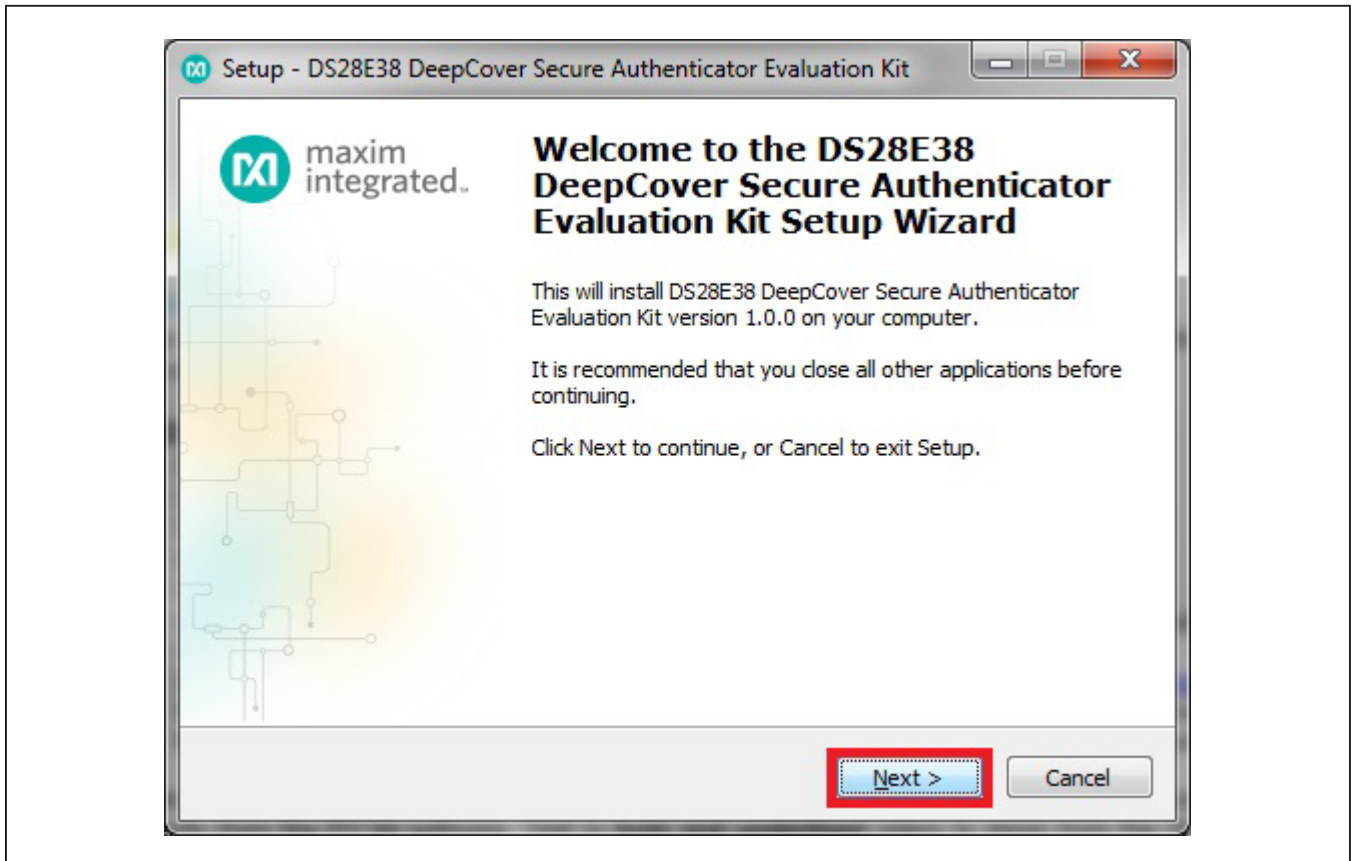 Setup - DS28E38 DeepCover Secure Authenticator Evaluation Kit
maxim
integrated™
Welcome to the DS28E38
DeepCover Secure Authenticator
Evaluation Kit Setup Wizard
This will install DS28E38 DeepCover Secure Authenticator
Evaluation Kit version 1.0.0 on your computer.
It is recommended that you close all other applications before
continuing.
Click Next to continue, or Cancel to exit Setup.
Next >
Cancel